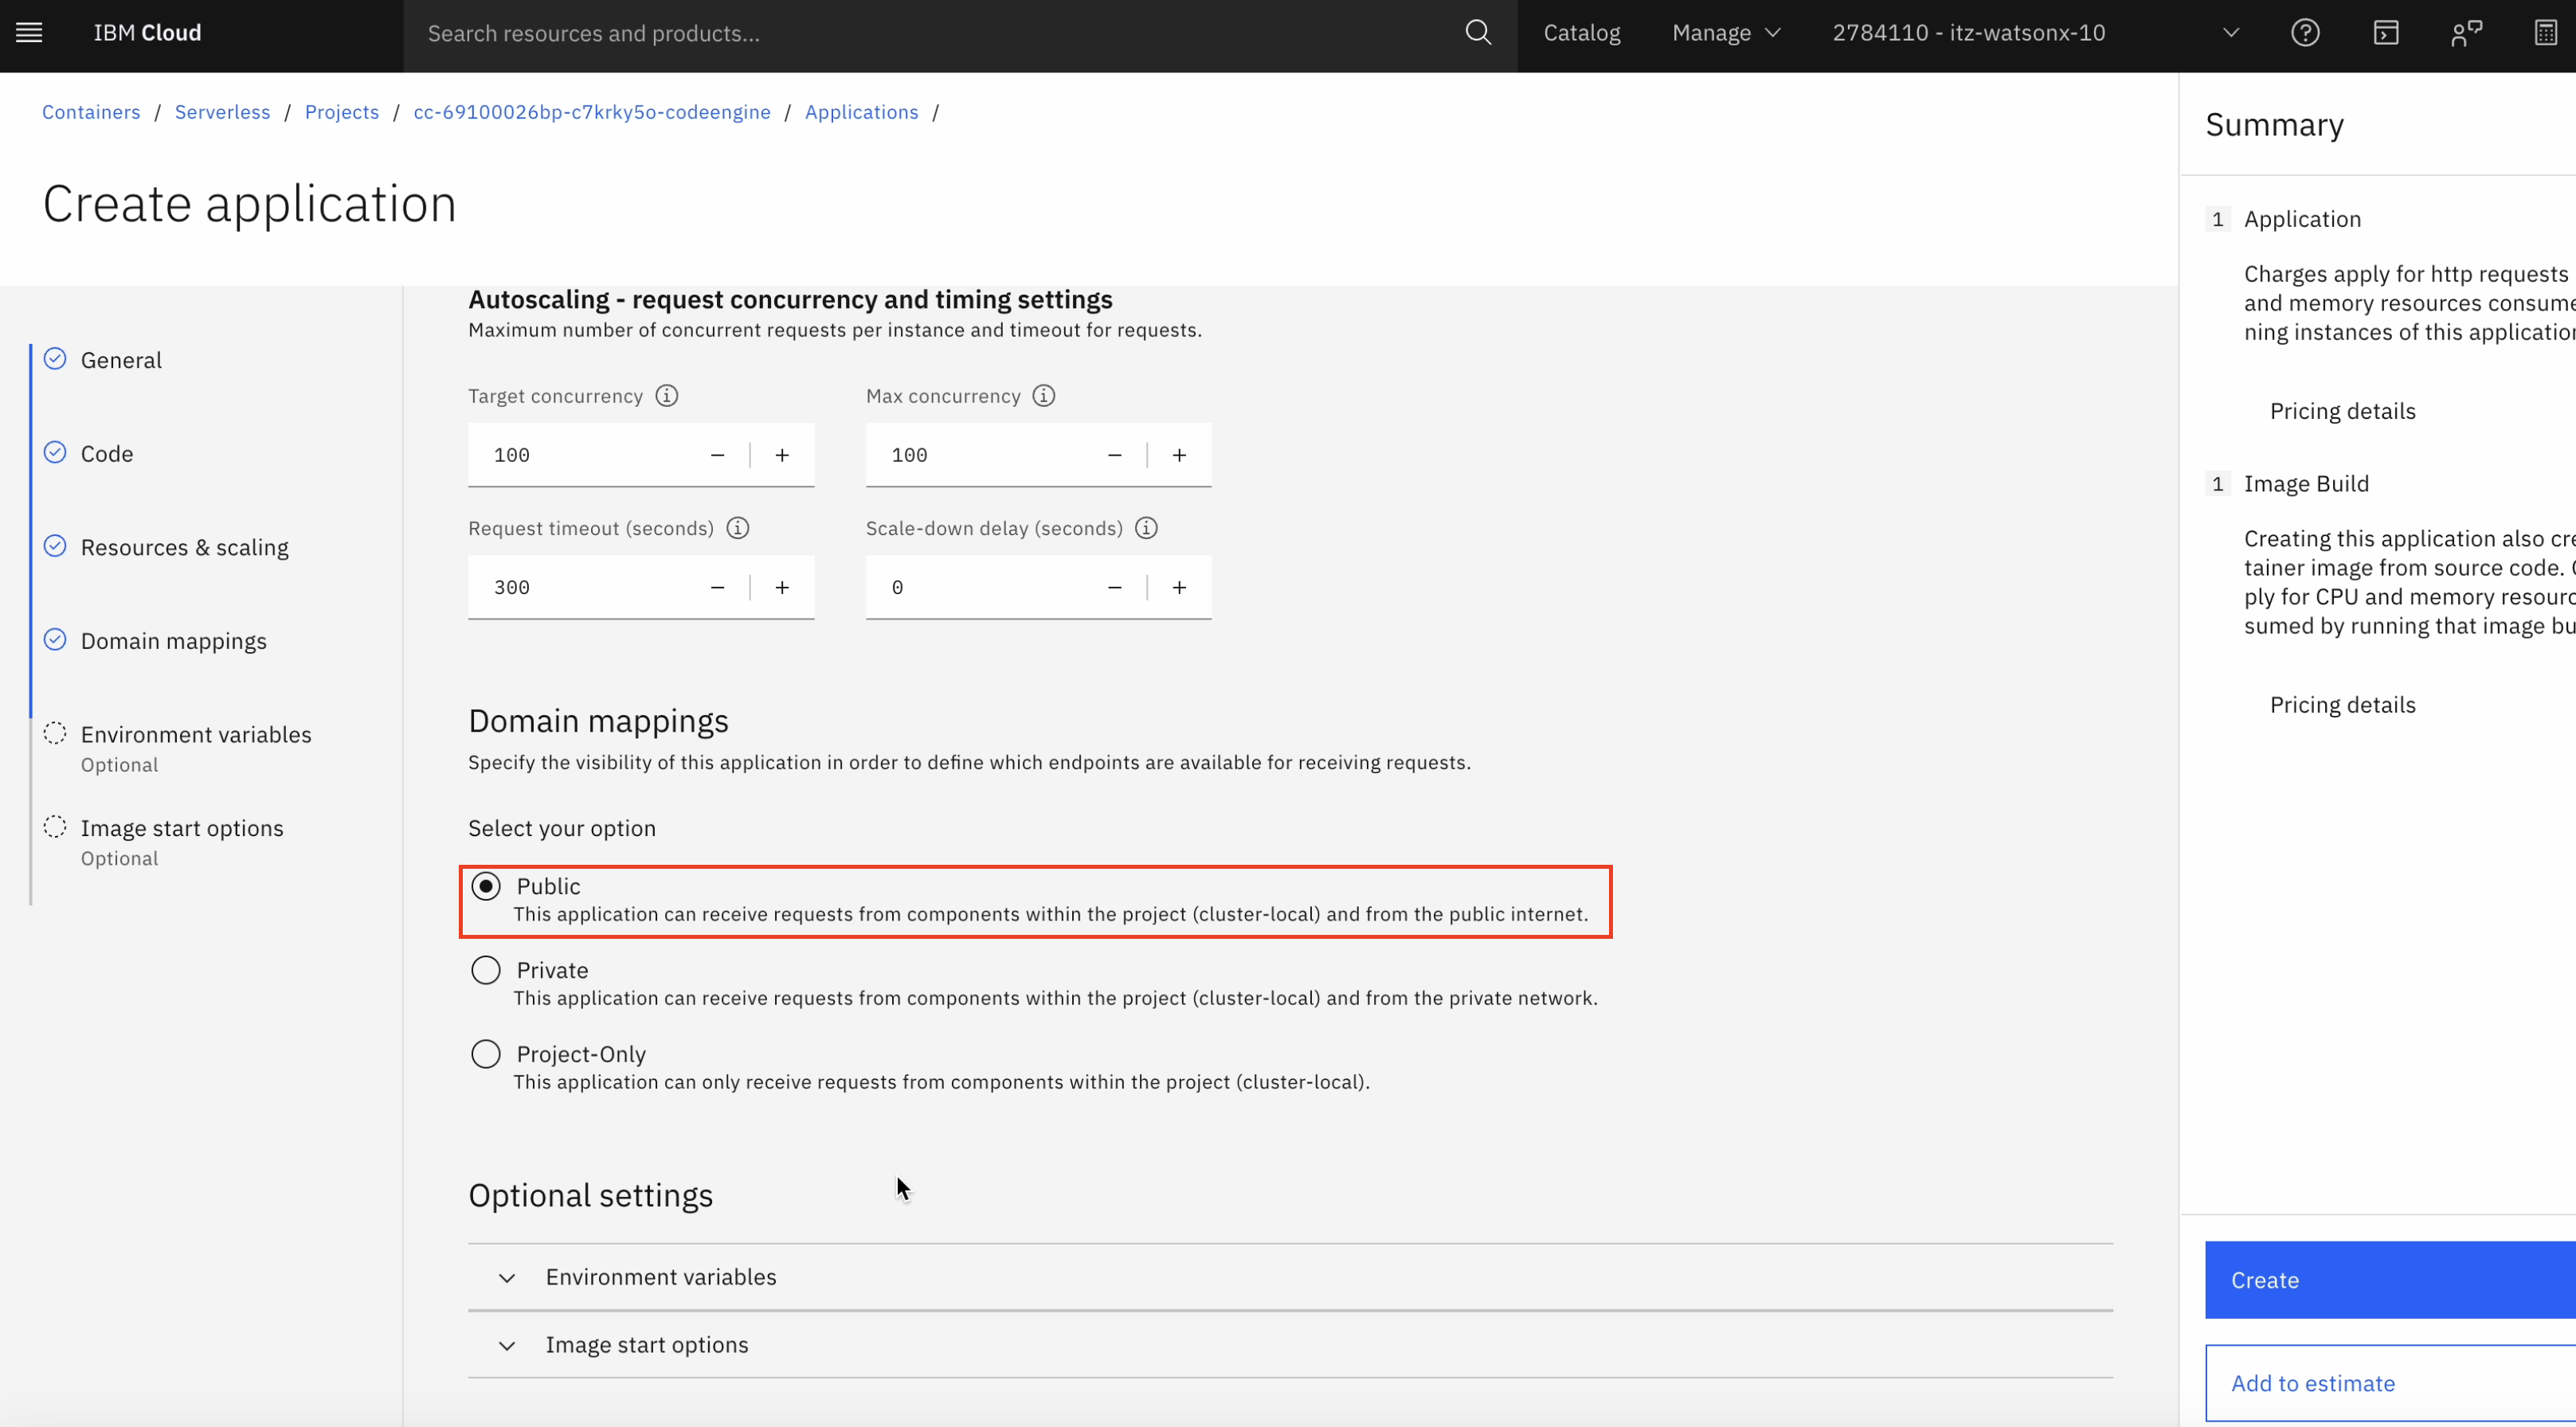 IBM Cloud
Search resources and products...
Catalog
Manage
2784110 - itz-watsonx-10
Containers / Serverless / Projects / cc-69100026bp-c7krky5o-codeengine / Applications /
Create application
General
Code
Resources & scaling
Domain mappings
Environment variables
Optional
Image start options
Optional
Autoscaling - request concurrency and timing settings
Maximum number of concurrent requests per instance and timeout for requests.
Target concurrency
Max concurrency
100
100
Request timeout (seconds)
Scale-down delay (seconds)
300
0
Domain mappings
Specify the visibility of this application in order to define which endpoints are available for receiving requests.
Select your option
Public
This application can receive requests from components within the project (cluster-local) and from the public internet.
Private
This application can receive requests from components within the project (cluster-local) and from the private network.
Project-Only
This application can only receive requests from components within the project (cluster-local).
Optional settings
Environment variables
Image start options
Summary
1 Application
Charges apply for http requests
and memory resources consume
ning instances of this application
Pricing details
1 Image Build
Creating this application also cre
tainer image from source code.
ply for CPU and memory resourc
sumed by running that image bu
Pricing details
Create
Add to estimate